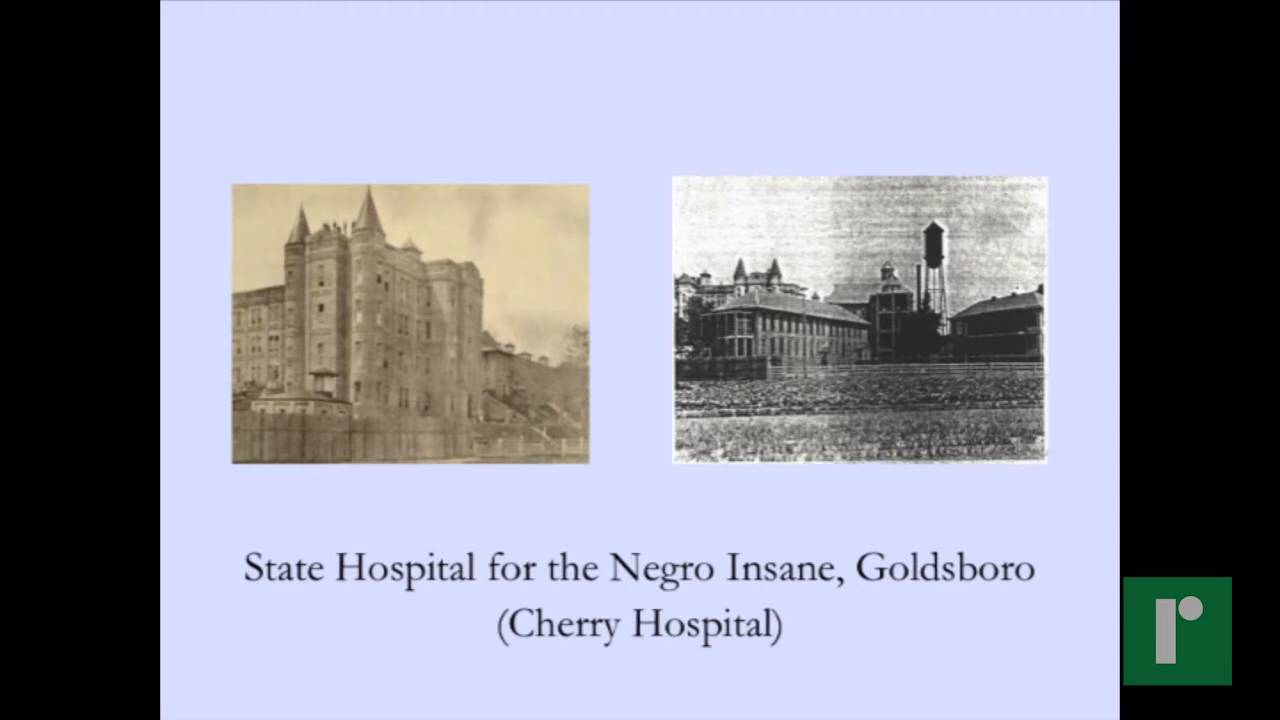 State Hospital for the Negro Insane, Goldsboro
(Cherry Hospital)
r